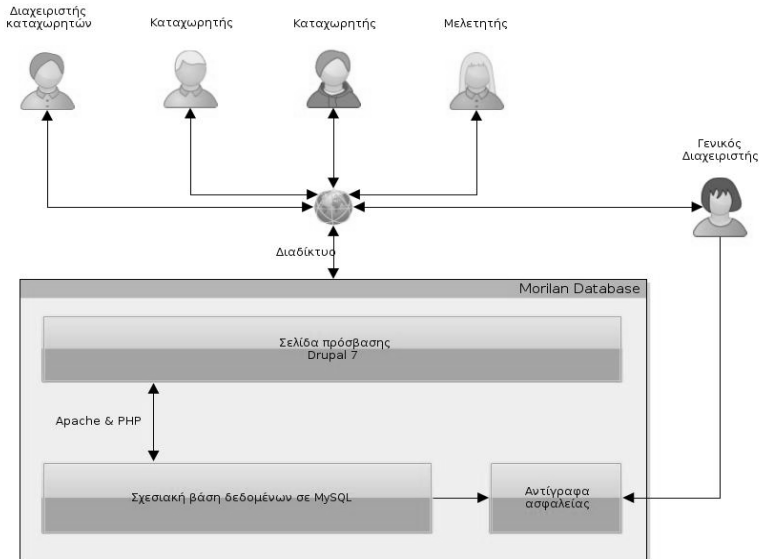 Διαχειριστής
καταχωρητών
Καταχωρητής
Καταχωρητής
Μελετητής
Γενικός
Διαχειριστής
Διαδίκτυο
Morilan Database
Σελίδα πρόσβασης
Drupal 7
Apache & PHP
Σχεσιακή βάση δεδομένων σε MySQL
Αντίγραφα
ασφαλείας